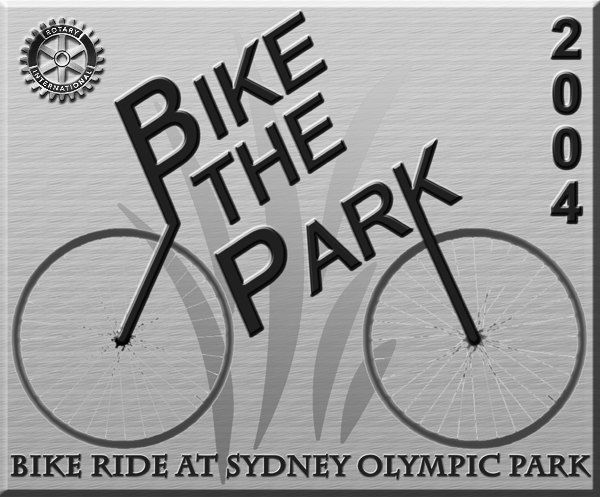 ROTARY
INTERNATIONAL
BIKE
THE
PARK
2004
BIKE RIDE AT SYDNEY OLYMPIC PARK